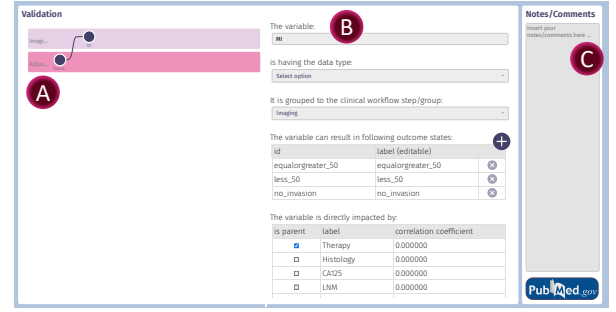 Validation
Imagi...
MI
Adjuv...
A
The variable:
B
MI
is having the data type:
Select option
It is grouped to the clinical workflow step/group:
Imaging
The variable can result in following outcome states:
id label (editable)
equalorgreater_50 equalorgreater_50
less_50 less_50
no_invasion no_invasion
The variable is directly impacted by:
is parent label correlation coefficient
Therapy 0.000000
Histology 0.000000
CA125 0.000000
LNM 0.000000
Notes/Comments
Insert your
notes/comments here ...
C
PubMed.gov